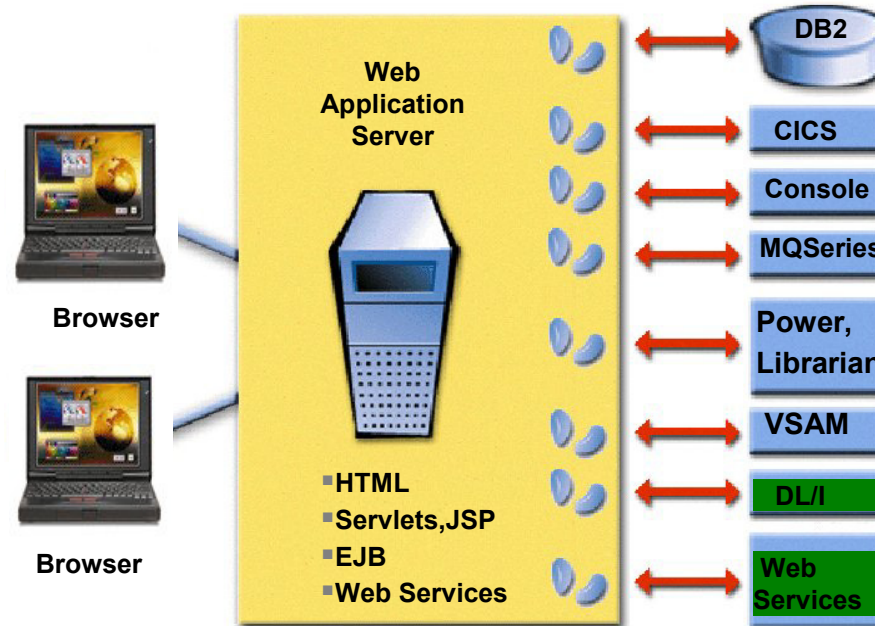 Web
Application
Server
Browser
Browser
▪HTML
▪Servlets,JSP
▪EJB
▪Web Services
DB2
CICS
Console
MQSeries
Power,
Librarian
VSAM
DL/I
Web
Services